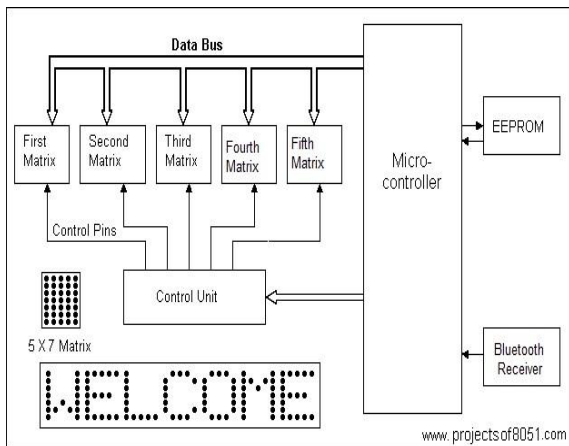 Data Bus
First
Matrix
Second
Matrix
Third
Matrix
Fourth
Matrix
Fifth
Matrix
Micro-
controller
EEPROM
Control Pins
Control Unit
5 X 7 Matrix
Bluetooth
Receiver
WELCOME
www.projectsof8051.com